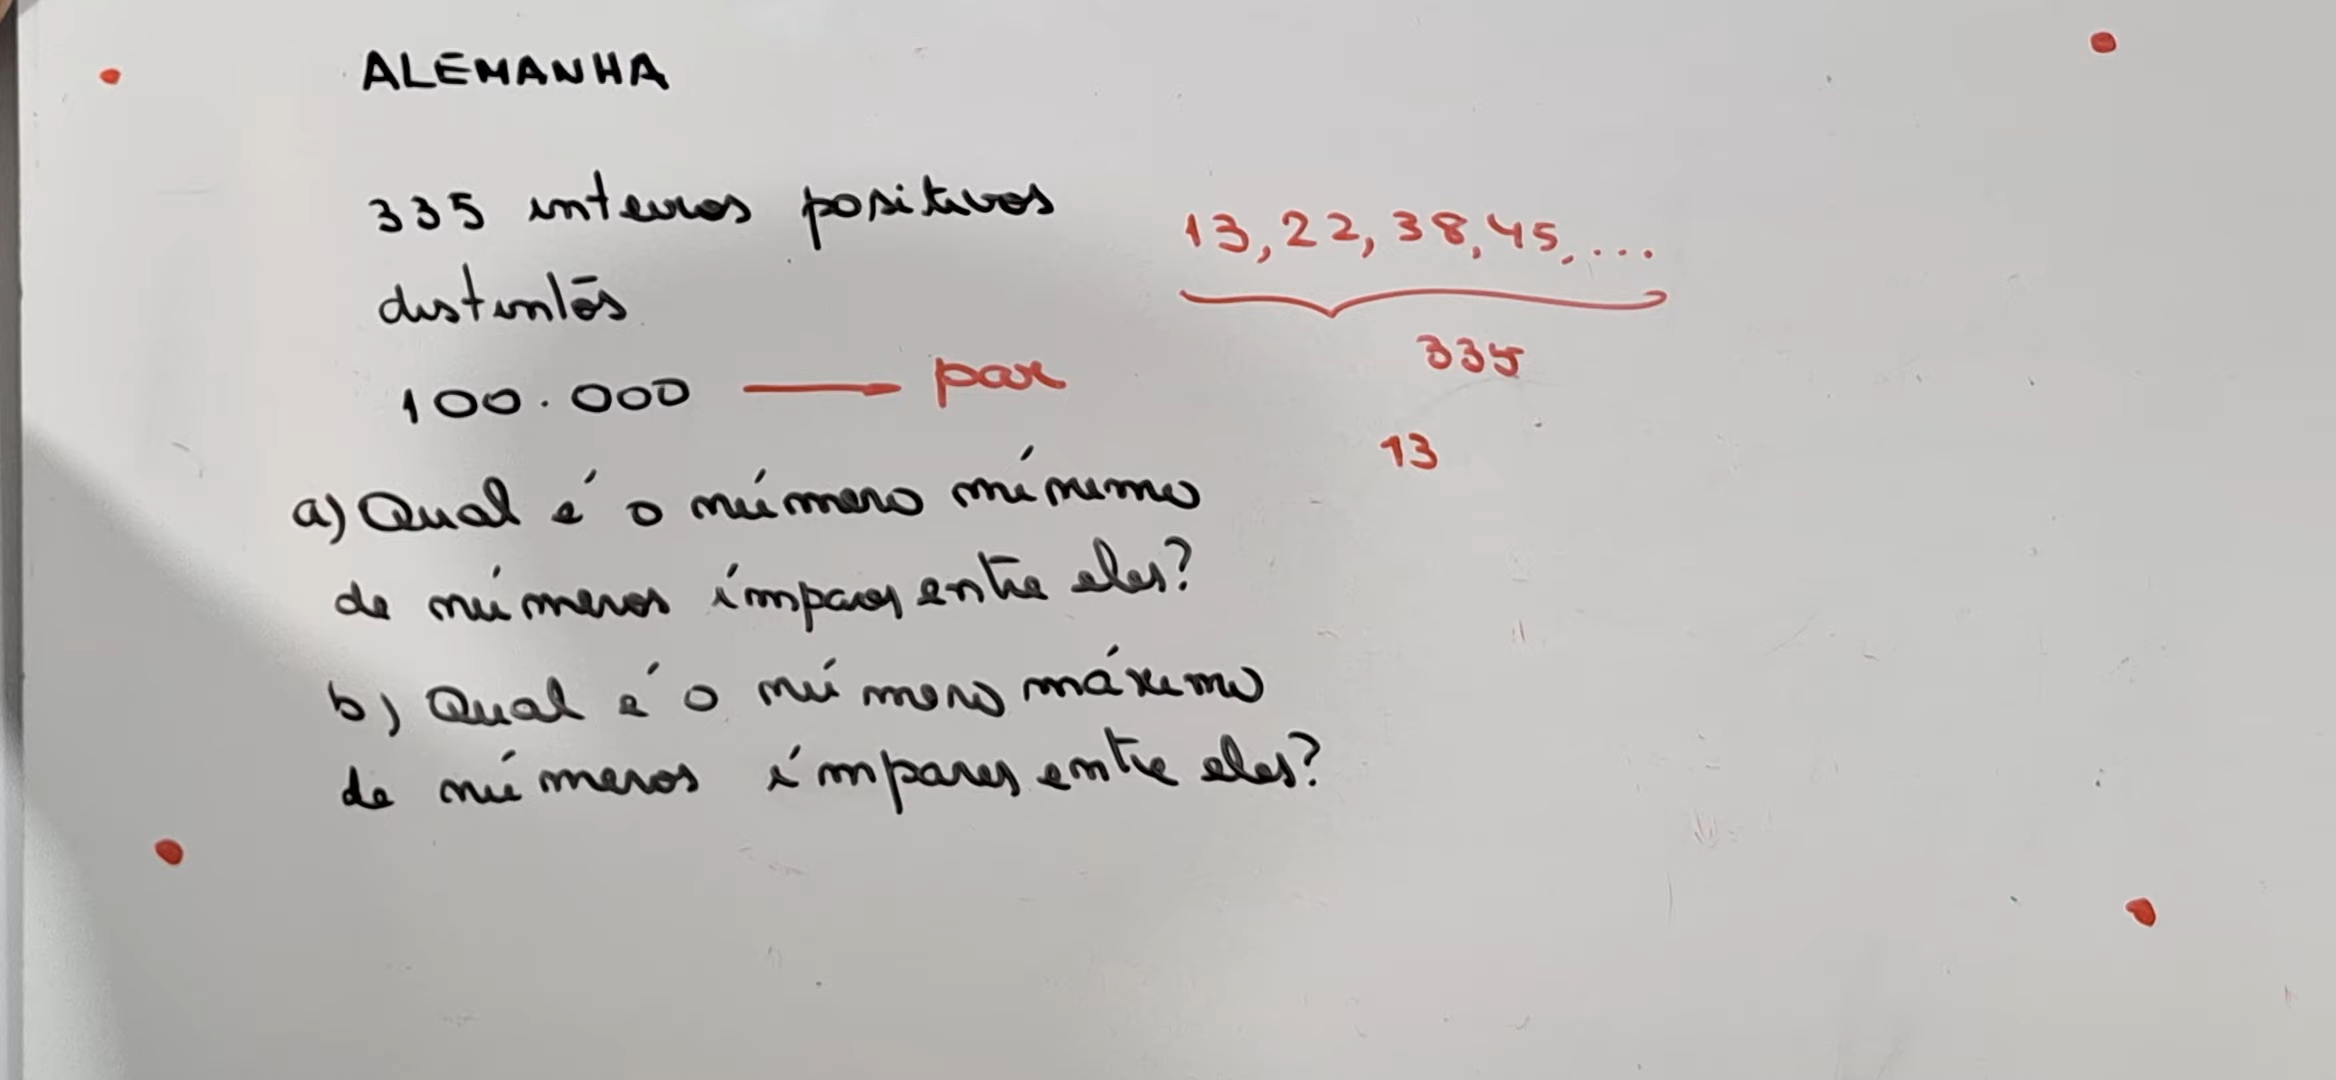 ALEMANHA
335 inteiros positivos
distintos
100.000 → par
13, 22, 38, 45, ...
335
13
a) Qual é o número mínimo
de números ímpares entre eles?
b) Qual é o número máximo
de números ímpares entre eles?